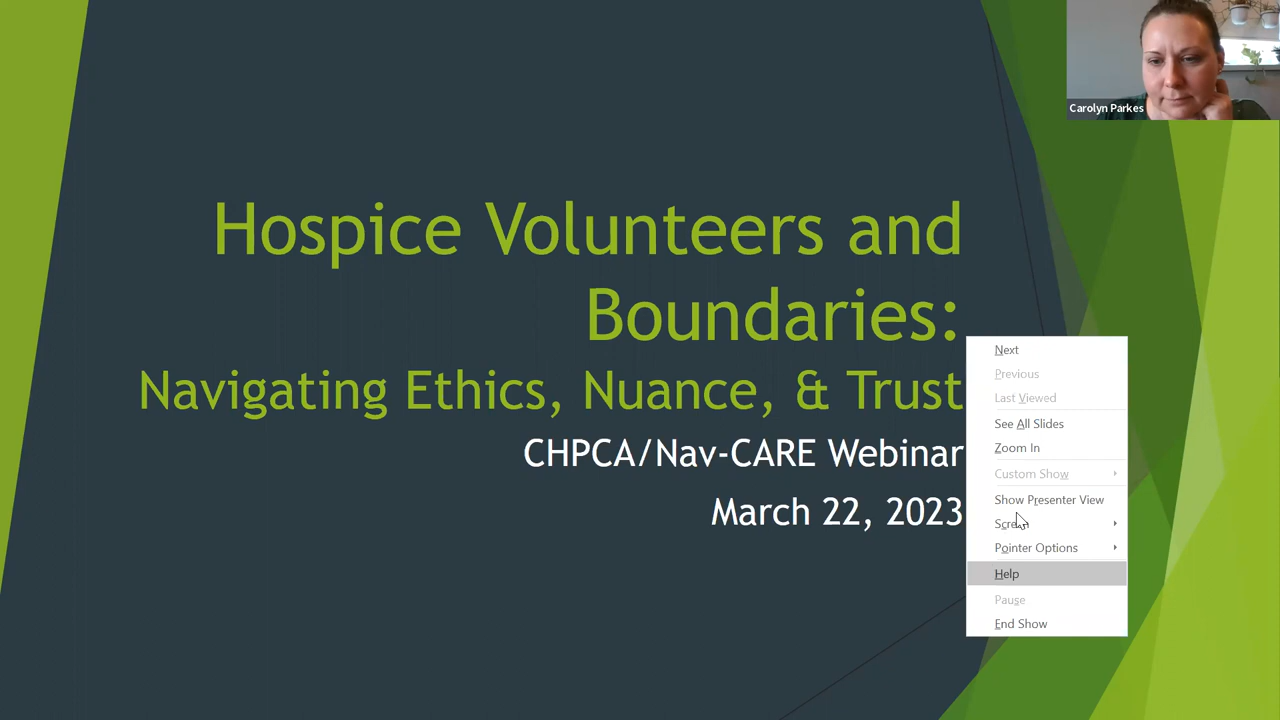 Carolyn Parkes
Hospice Volunteers and
Boundaries:
Navigating Ethics, Nuance, & Trust
CHPCA/Nav-CARE Webinar
March 22, 2023
Next
Previous
Last Viewed
See All Slides
Zoom In
Custom Show
Show Presenter View
Pointer Options
Help
Pause
End Show